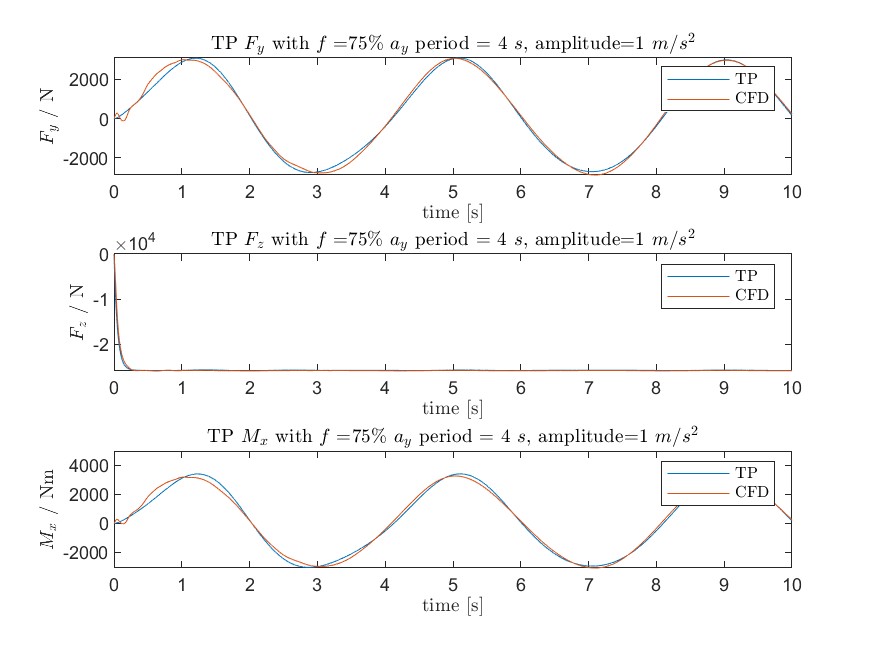 TP F_y with f =75% a_y period = 4 s, amplitude=1 m/s^2
2000
0
-2000
F_y / N
TP
CFD
0 1 2 3 4 5 6 7 8 9 10
time [s]
TP F_z with f =75% a_y period = 4 s, amplitude=1 m/s^2
×10^4
0
-1
-2
F_z / N
TP
CFD
0 1 2 3 4 5 6 7 8 9 10
time [s]
TP M_x with f =75% a_y period = 4 s, amplitude=1 m/s^2
4000
2000
0
-2000
M_x / Nm
TP
CFD
0 1 2 3 4 5 6 7 8 9 10
time [s]